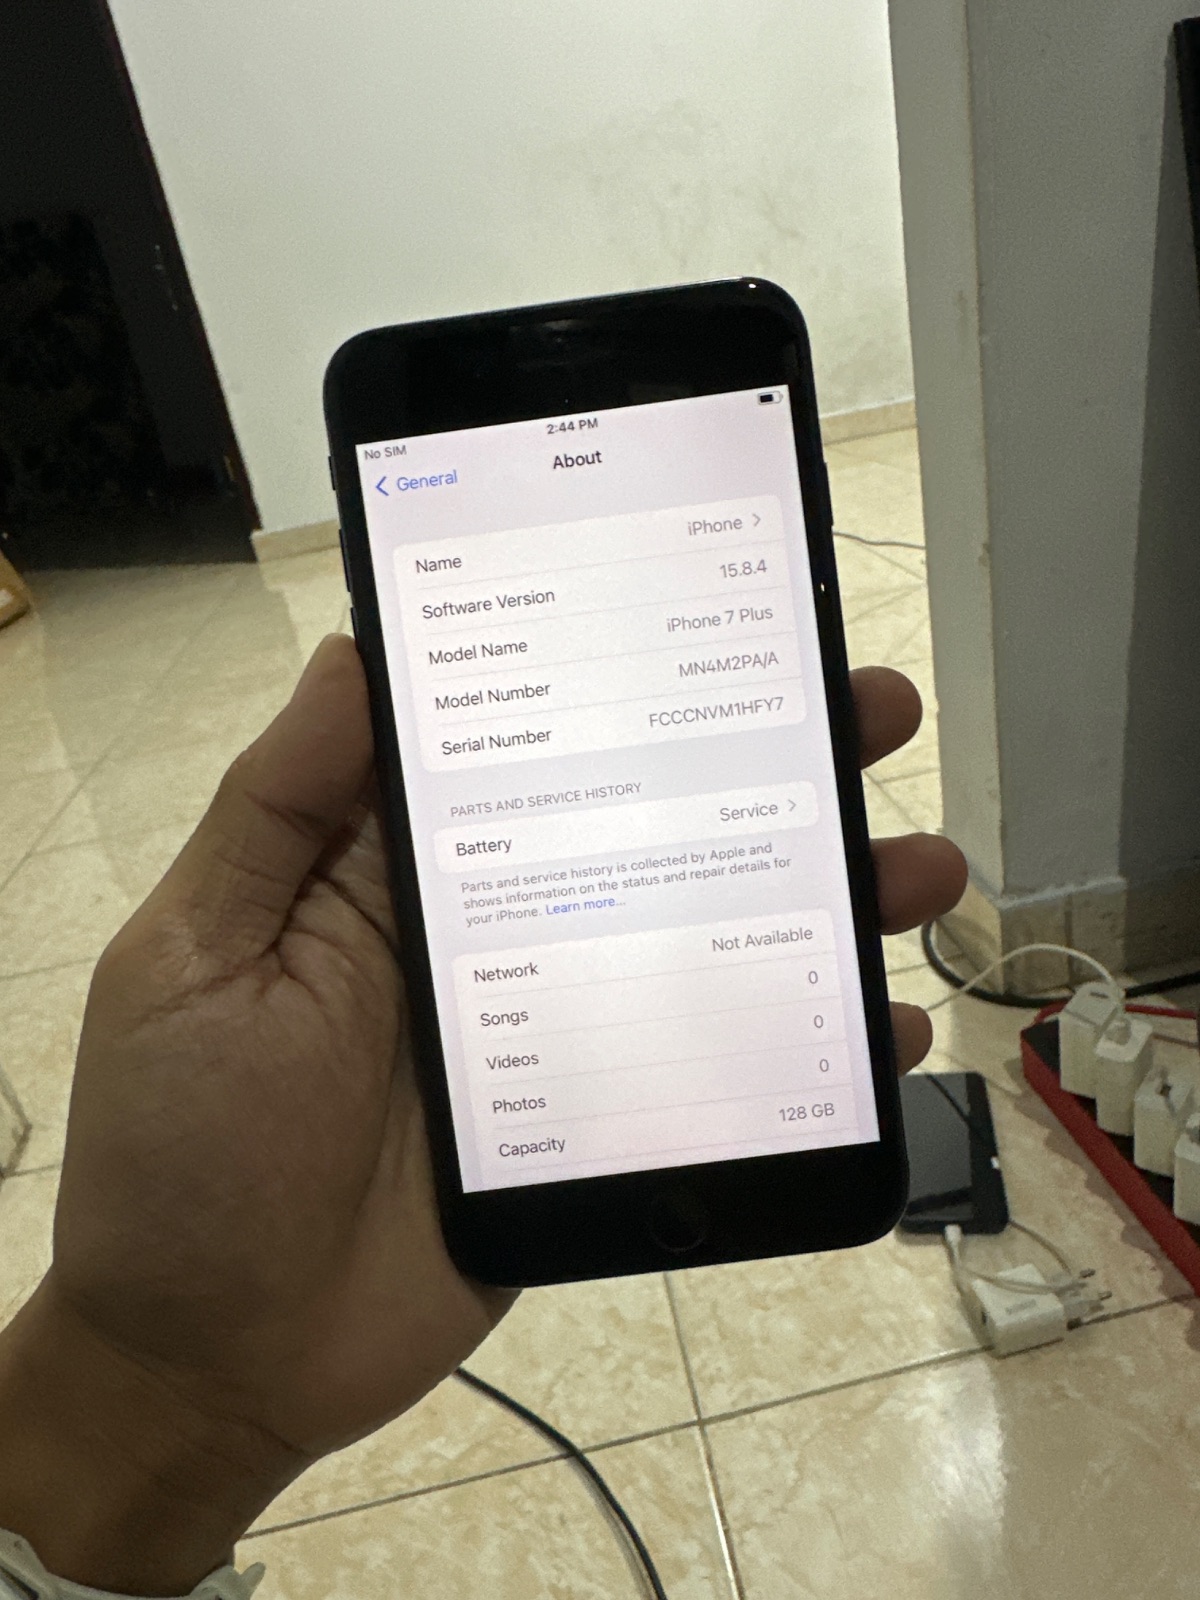 No SIM
2:44 PM
General
About
Name
iPhone
Software Version
15.8.4
Model Name
iPhone 7 Plus
Model Number
MN4M2PA/A
Serial Number
FCCCNVM1HFY7
PARTS AND SERVICE HISTORY
Battery
Service
Parts and service history is collected by Apple and
shows information on the status and repair details for
your iPhone. Learn more...
Network
Not Available
Songs
0
Videos
0
Photos
0
Capacity
128 GB